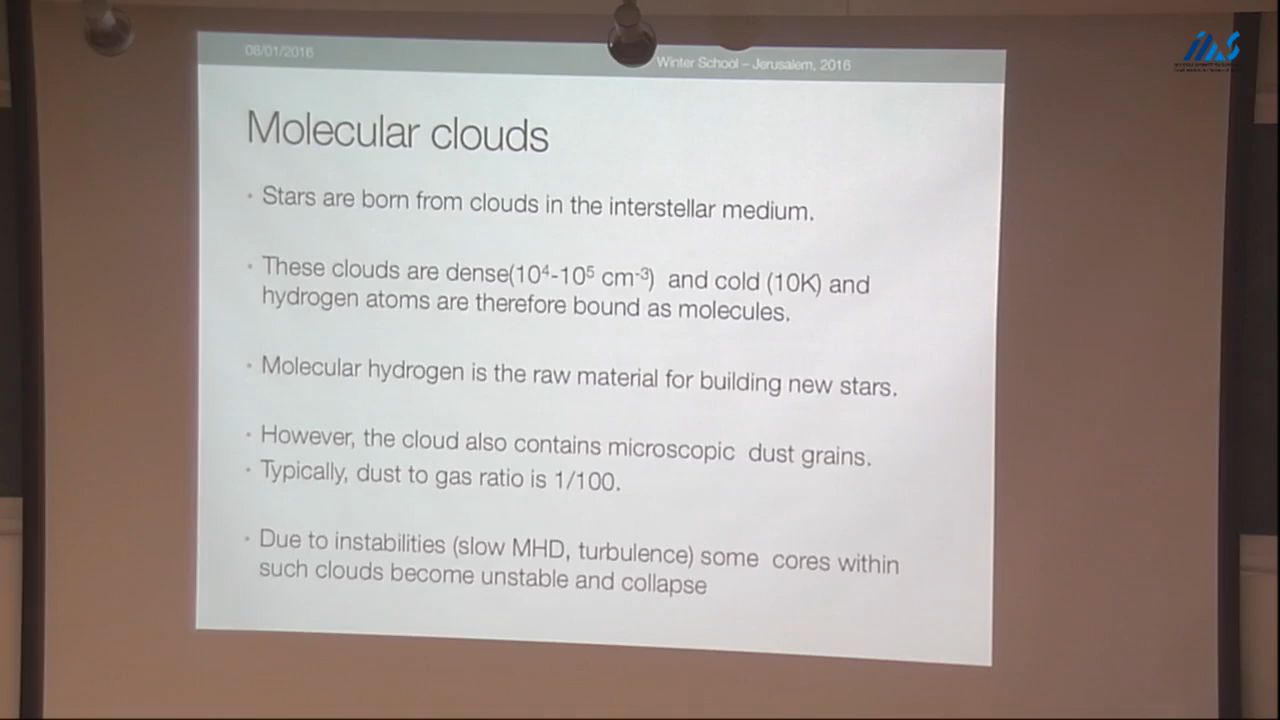 08/01/2016
Winter School – Jerusalem, 2016
Molecular clouds
• Stars are born from clouds in the interstellar medium.
• These clouds are dense(10⁴-10⁵ cm⁻³) and cold (10K) and
hydrogen atoms are therefore bound as molecules.
• Molecular hydrogen is the raw material for building new stars.
• However, the cloud also contains microscopic dust grains.
• Typically, dust to gas ratio is 1/100.
• Due to instabilities (slow MHD, turbulence) some cores within
such clouds become unstable and collapse